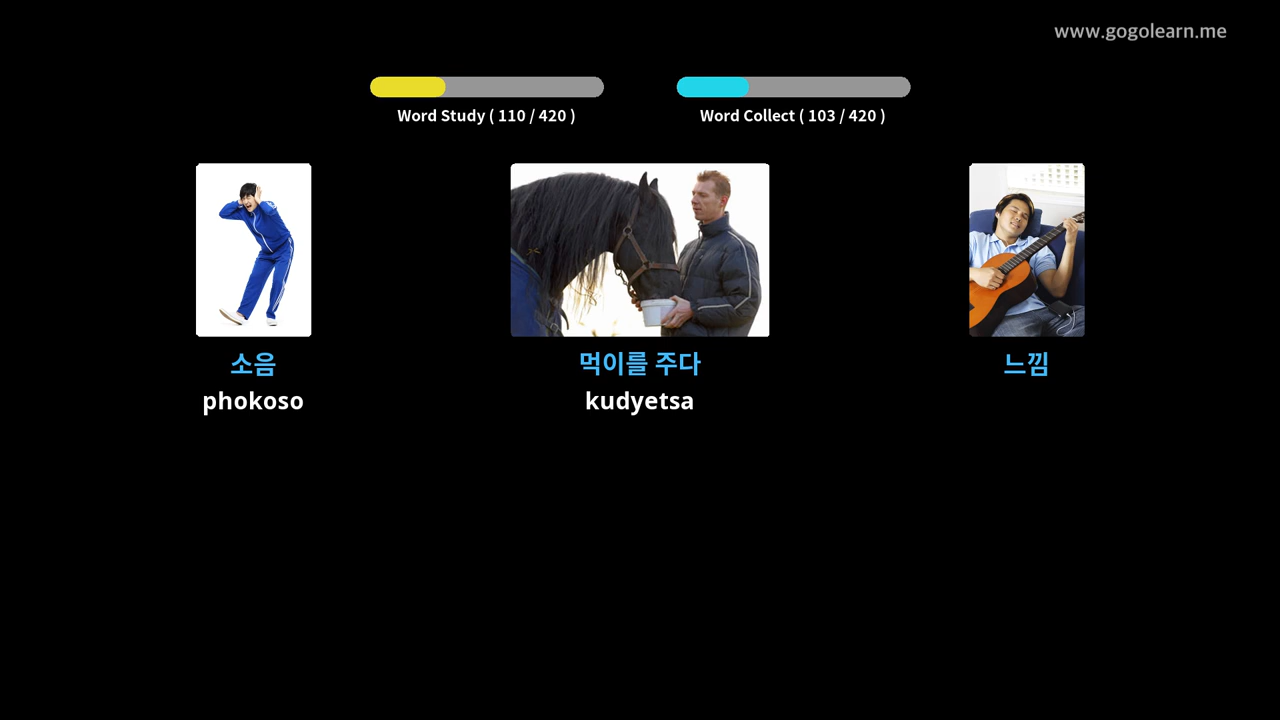 www.gogolearn.me
Word Study ( 110 / 420 )
Word Collect ( 103 / 420 )
소음
phokoso
먹이를 주다
kudyetsa
느낌